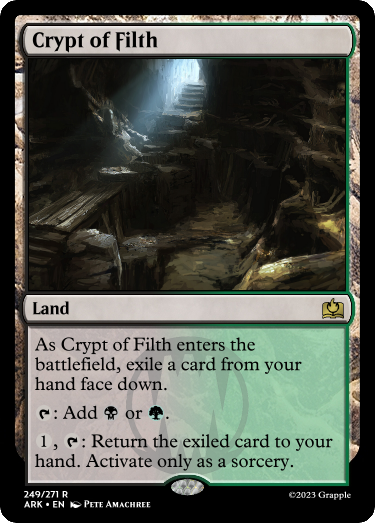 Crypt of Filth
Land
As Crypt of Filth enters the
battlefield, exile a card from your
hand face down.
: Add or .
1 , : Return the exiled card to your
hand. Activate only as a sorcery.
249/271 R
ARK • EN Pete Amachree
©2023 Grapple